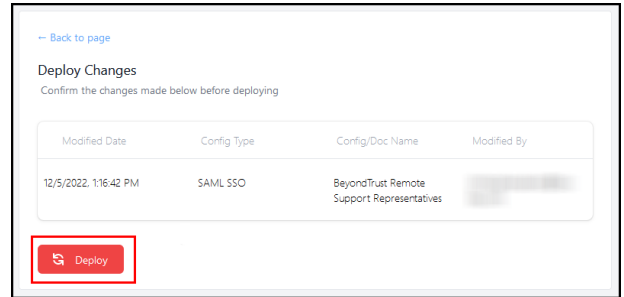 ← Back to page
Deploy Changes
Confirm the changes made below before deploying
Modified Date Config Type Config/Doc Name Modified By
12/5/2022, 1:16:42 PM SAML SSO BeyondTrust Remote
Support Representatives
Deploy